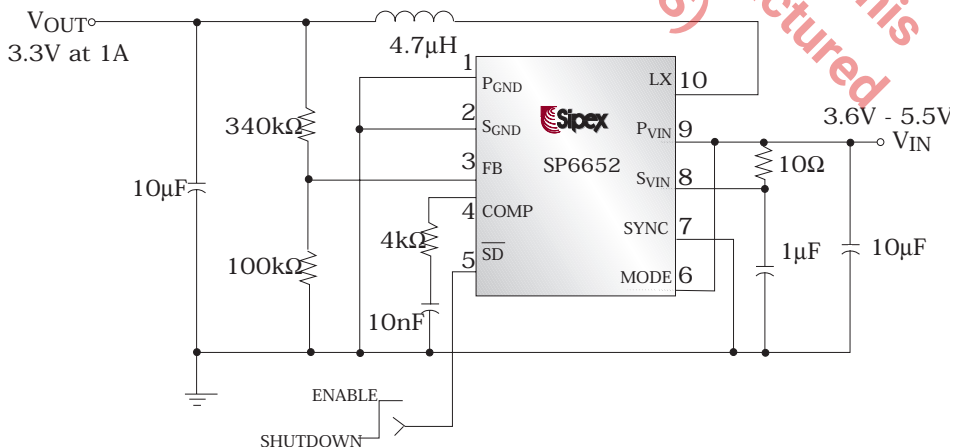 this
s)
ctured
VOUT
3.3V at 1A
4.7µH
1
PGND
LX
10
2
SGND
Sipex
PVIN
9
3.6V - 5.5V
VIN
340kΩ
3
FB
SP6652
SVIN
8
10Ω
10µF
4
COMP
SYNC
7
4kΩ
5
SD
MODE
6
1µF
10µF
100kΩ
10nF
ENABLE
SHUTDOWN